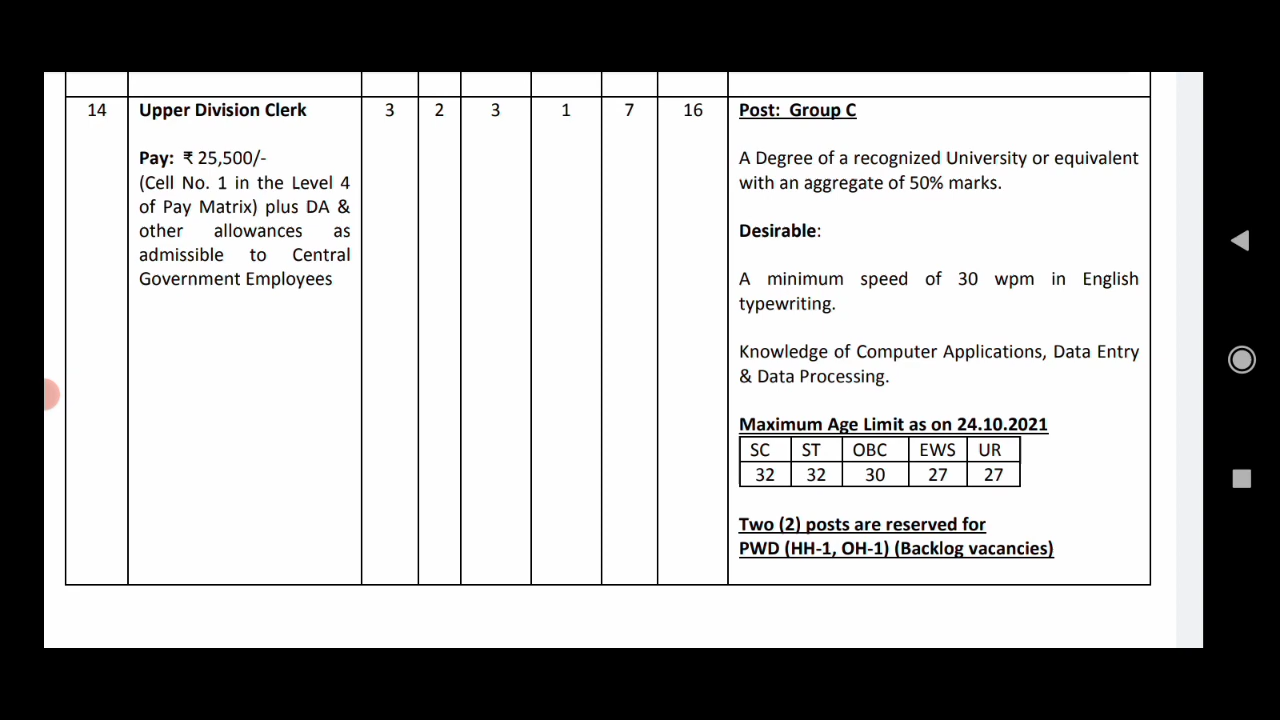 14
Upper Division Clerk
Pay: ₹ 25,500/-
(Cell No. 1 in the Level 4
of Pay Matrix) plus DA &
other allowances as
admissible to Central
Government Employees
3
2
3
1
7
16
Post: Group C
A Degree of a recognized University or equivalent
with an aggregate of 50% marks.
Desirable:
A minimum speed of 30 wpm in English
typewriting.
Knowledge of Computer Applications, Data Entry
& Data Processing.
Maximum Age Limit as on 24.10.2021
SC ST OBC EWS UR
32 32 30 27 27
Two (2) posts are reserved for
PWD (HH-1, OH-1) (Backlog vacancies)